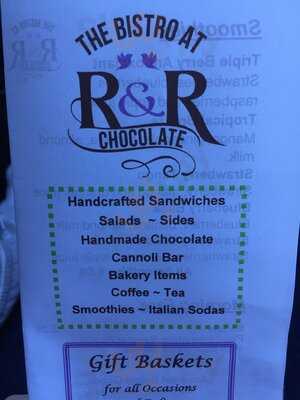 THE BISTRO AT
R&R
CHOCOLATE
Handcrafted Sandwiches
Salads ~ Sides
Handmade Chocolate
Cannoli Bar
Bakery Items
Coffee ~ Tea
Smoothies ~ Italian Sodas
Gift Baskets
for all Occasions